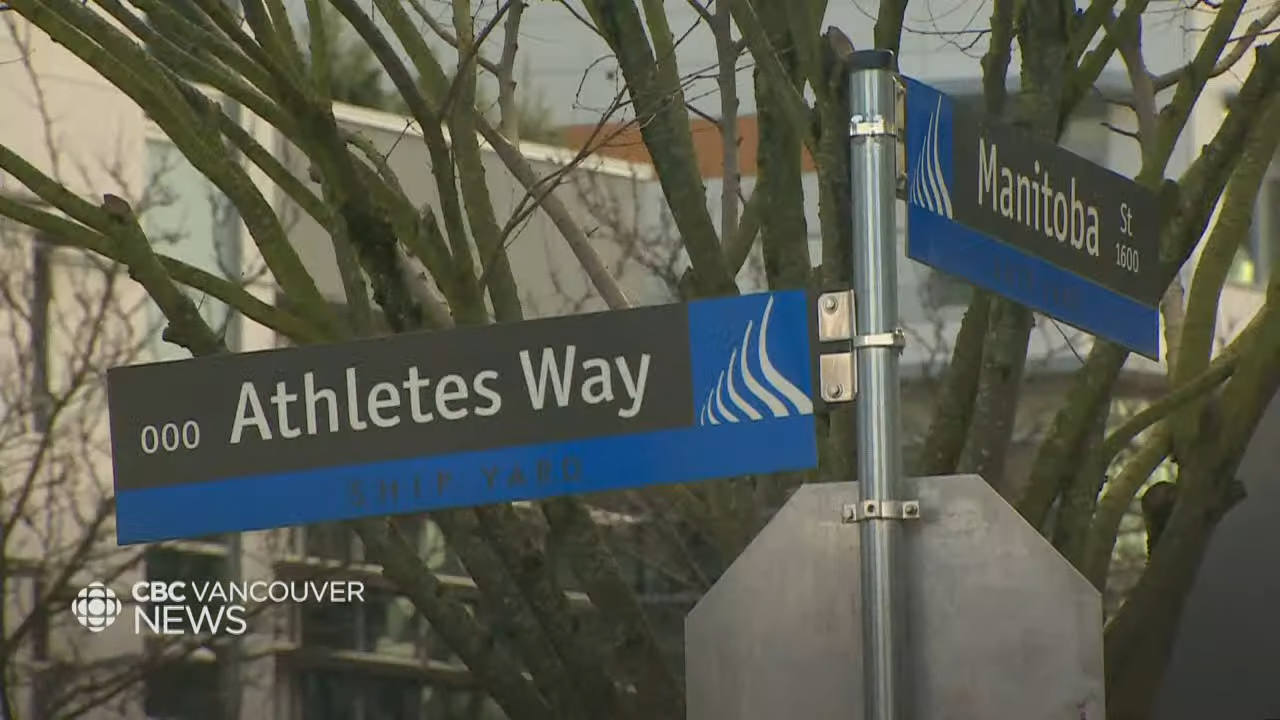 Manitoba St
1600
000 Athletes Way
SHIP YARD
CBC VANCOUVER
NEWS